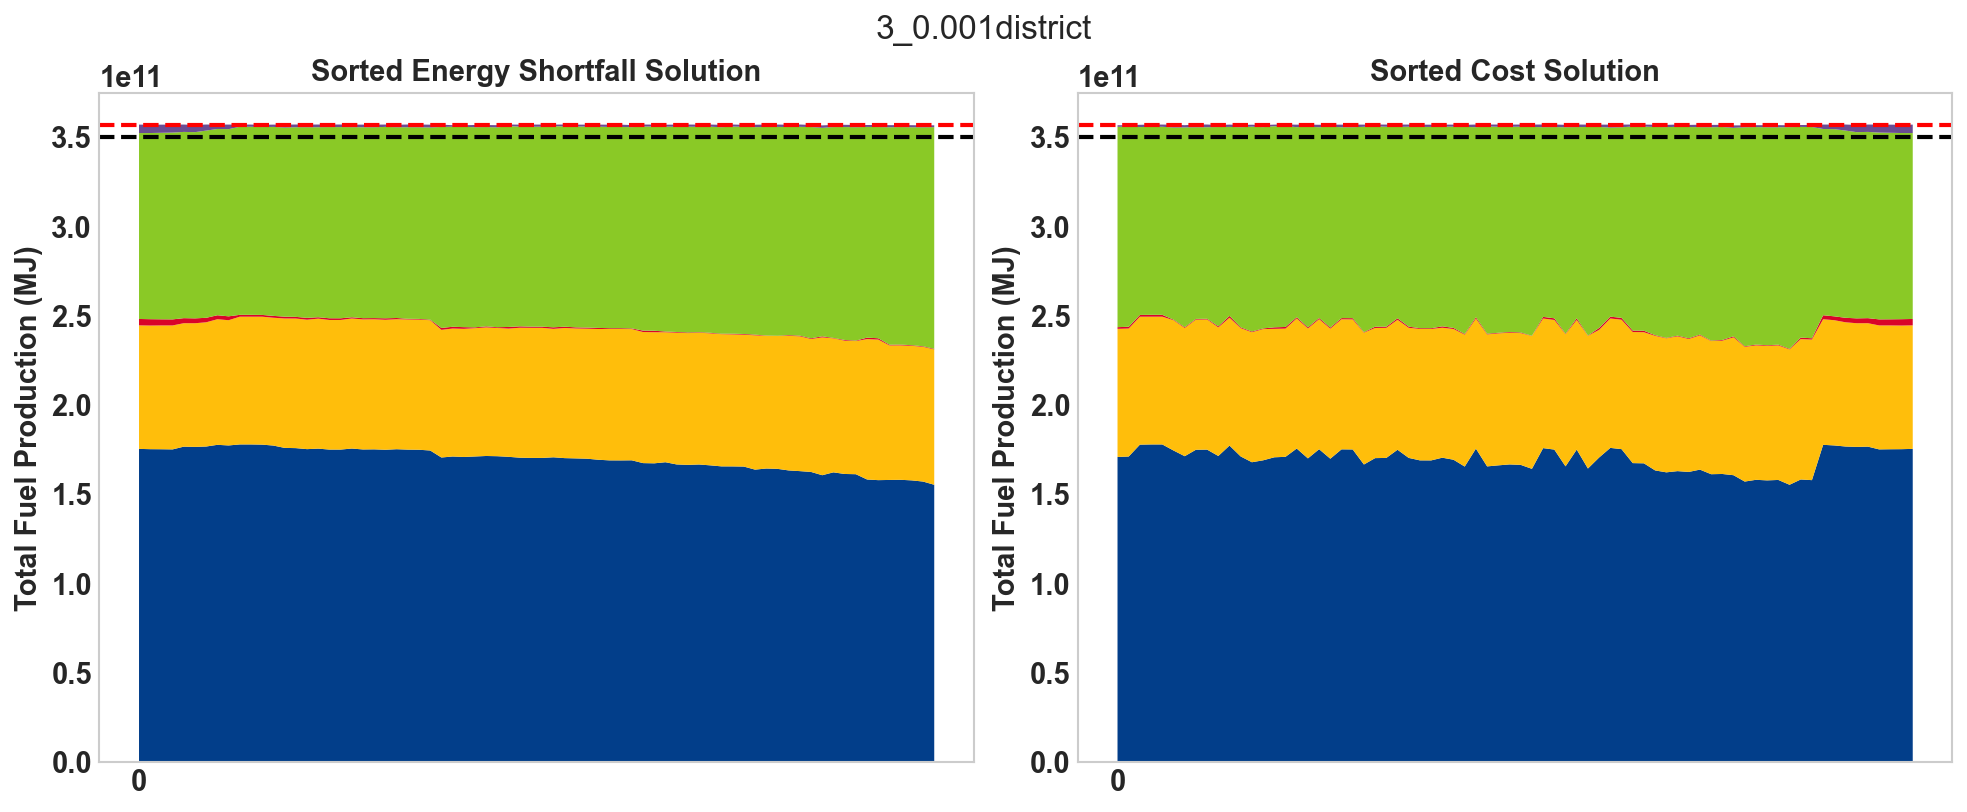 3_0.001district
Sorted Energy Shortfall Solution
1e11
Total Fuel Production (MJ)
3.5
3.0
2.5
2.0
1.5
1.0
0.5
0.0
0
Sorted Cost Solution
1e11
Total Fuel Production (MJ)
3.5
3.0
2.5
2.0
1.5
1.0
0.5
0.0
0